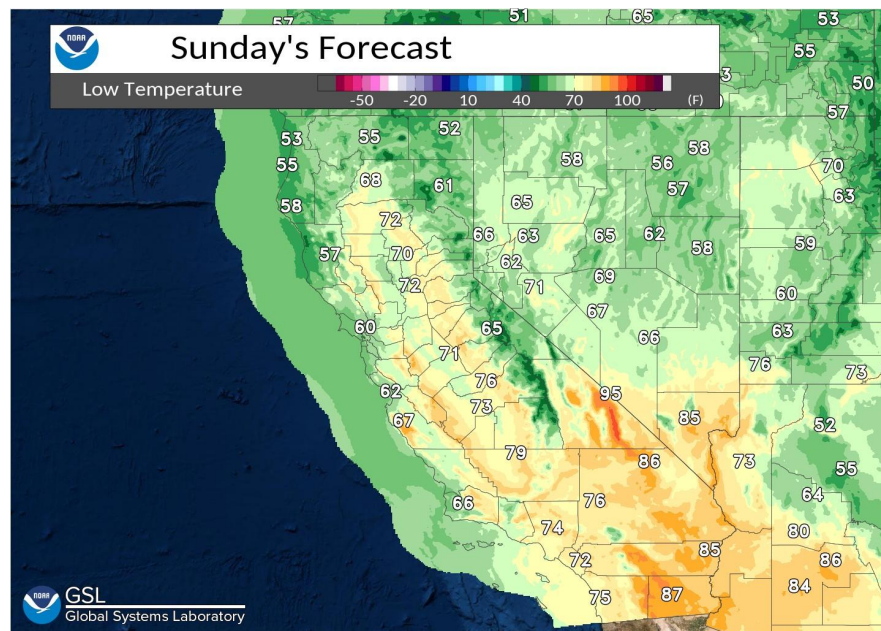 57 51 65 53
NOAA
Sunday's Forecast
55
Low Temperature
-50 -20 10 40 70 100 (F)
50
57
53 55 52 58 58
55 56 70
68 61 57 63
58 65
72 66 63 65 62 59
57 70 62 58
72 71 69 60
67
60 65 66 63
71 76 73
76
62 73 95
67 85 52
79 86 73 55
66 76 64
74 80
72 85 86
75 87 84
NOAA
GSL
Global Systems Laboratory